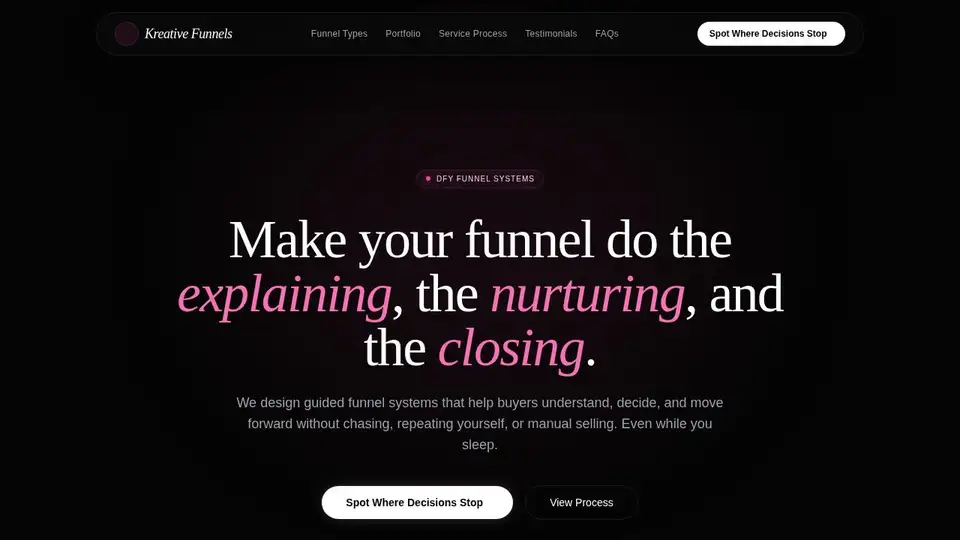 Kreative Funnels
Funnel Types
Portfolio
Service Process
Testimonials
FAQs
Spot Where Decisions Stop
DFY FUNNEL SYSTEMS
Make your funnel do the
explaining, the nurturing, and
the closing.
We design guided funnel systems that help buyers understand, decide, and move
forward without chasing, repeating yourself, or manual selling. Even while you
sleep.
Spot Where Decisions Stop
View Process